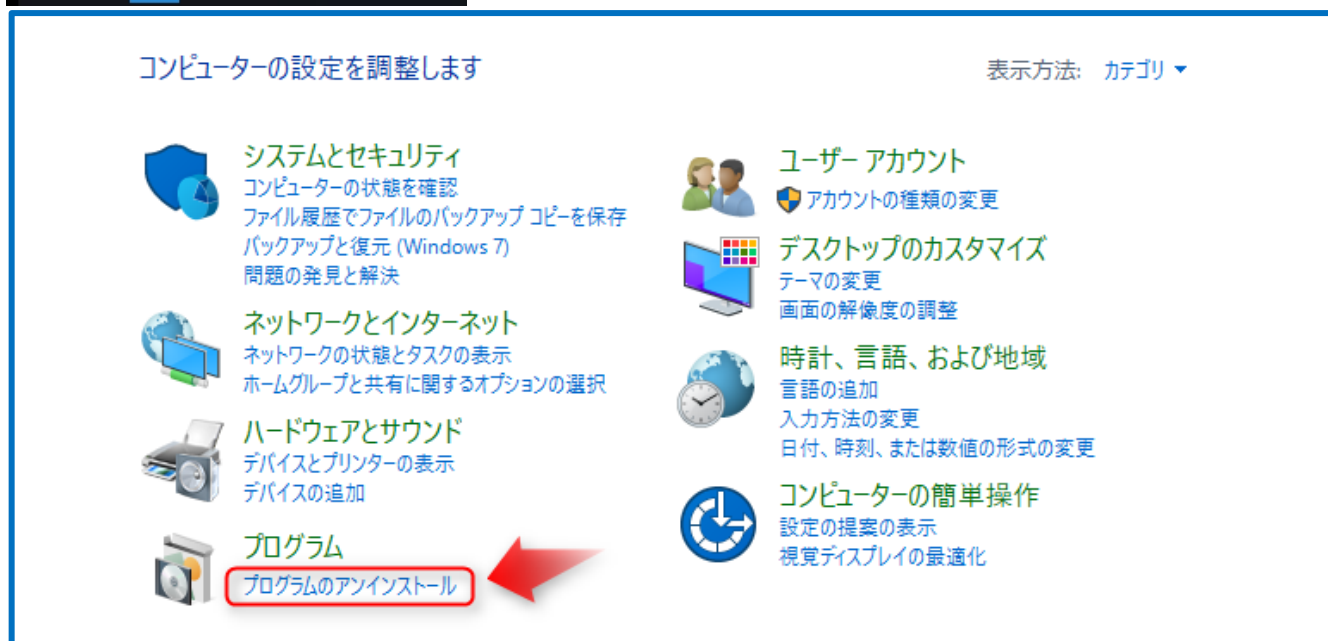 コンピューターの設定を調整します
表示方法: カテゴリ
システムとセキュリティ
コンピューターの状態を確認
ファイル履歴でファイルのバックアップ コピーを保存
バックアップと復元 (Windows 7)
問題の発見と解決
ネットワークとインターネット
ネットワークの状態とタスクの表示
ホームグループと共有に関するオプションの選択
ハードウェアとサウンド
デバイスとプリンターの表示
デバイスの追加
プログラム
プログラムのアンインストール
ユーザー アカウント
アカウントの種類の変更
デスクトップのカスタマイズ
テーマの変更
画面の解像度の調整
時計、言語、および地域
言語の追加
入力方法の変更
日付、時刻、または数値の形式の変更
コンピューターの簡単操作
設定の提案の表示
視覚ディスプレイの最適化